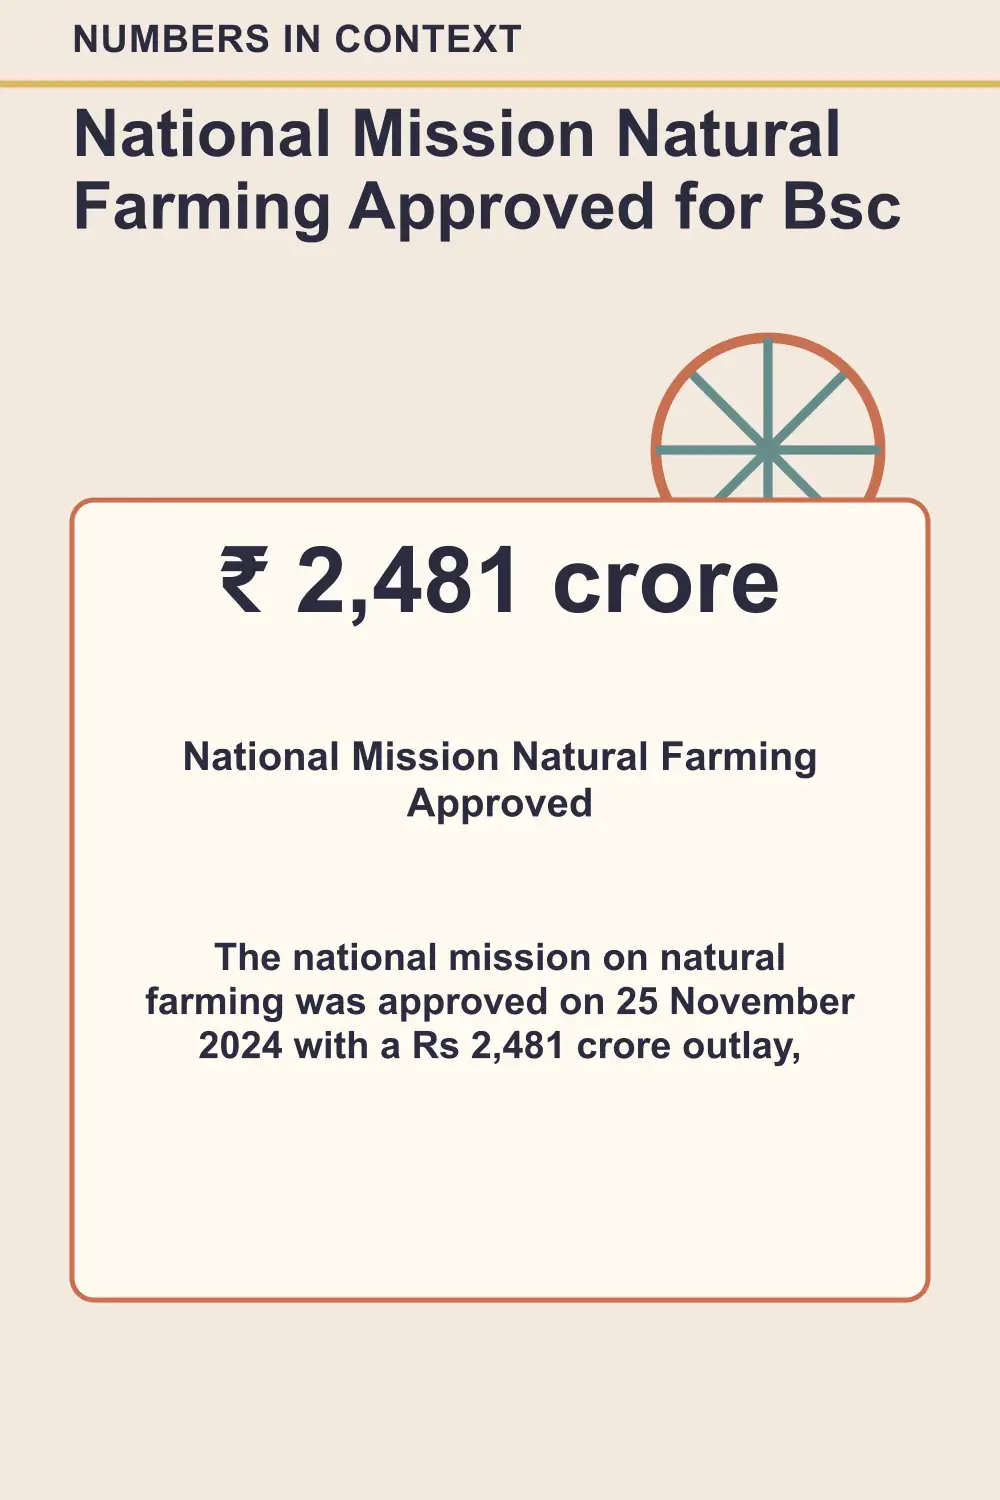 NUMBERS IN CONTEXT
National Mission Natural
Farming Approved for Bsc
₹ 2,481 crore
National Mission Natural Farming
Approved
The national mission on natural
farming was approved on 25 November
2024 with a Rs 2,481 crore outlay,